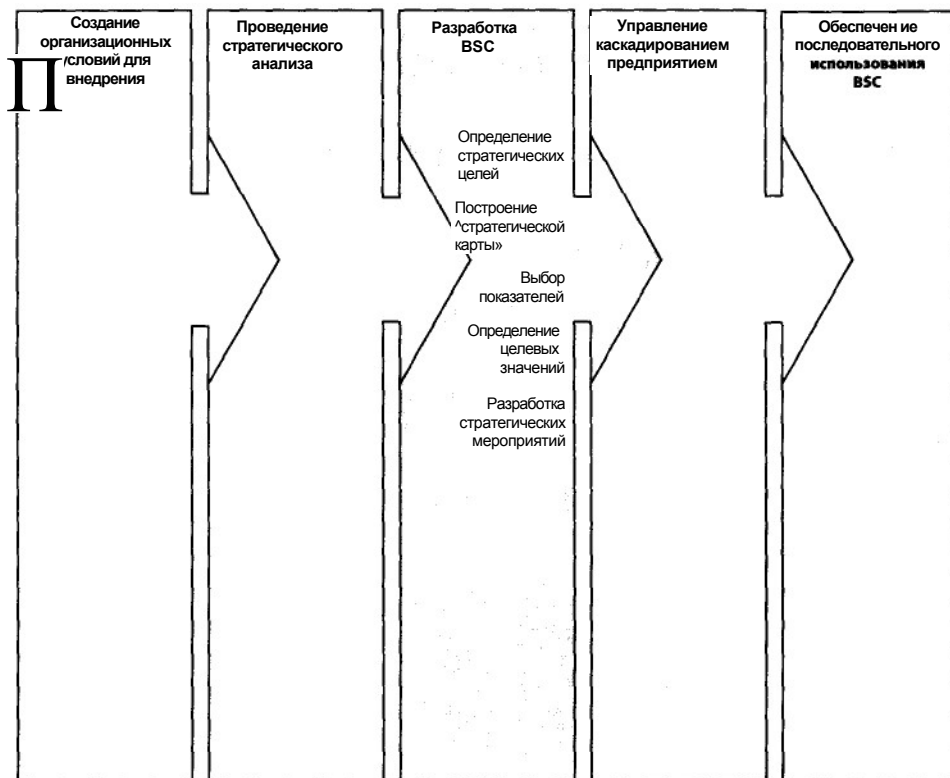 Создание
организационных
условий для
внедрения
П
Проведение
стратегического
анализа
Разработка
BSC
Управление
каскадированием
предприятием
Обеспечен ие
последовательного
использования
BSC
Определение
стратегических
целей
Построение
^стратегической
карты»
Выбор
показателей
Определение
целевых
значений
Разработка
стратегических
мероприятий